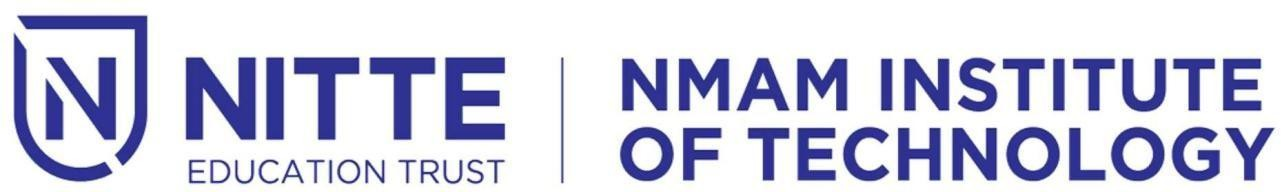 N
NITTE
EDUCATION TRUST
NMAM INSTITUTE
OF TECHNOLOGY